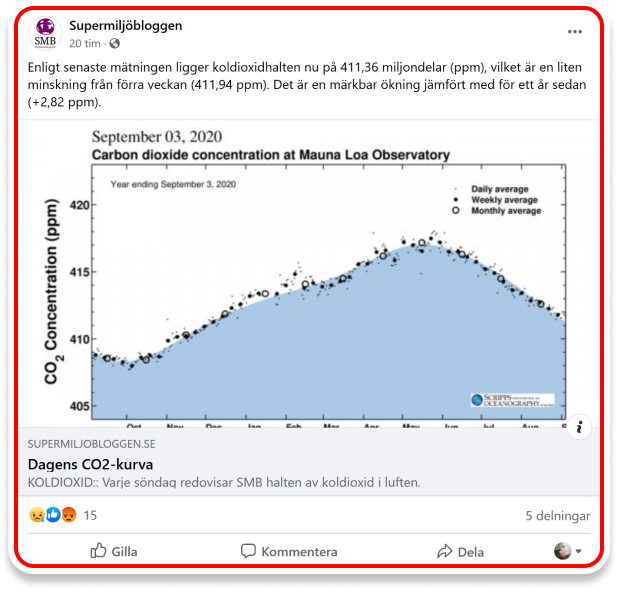 Supermiljöbloggen
SMB
20 tim ·
Enligt senaste mätningen ligger koldioxidhalten nu på 411,36 miljondelar (ppm), vilket är en liten
minskning från förra veckan (411,94 ppm). Det är en märkbar ökning jämfört med för ett år sedan
(+2,82 ppm).
September 03, 2020
Carbon dioxide concentration at Mauna Loa Observatory
Year ending September 3, 2020
Daily average
Weekly average
Monthly average
CO2 Concentration (ppm)
420
415
410
405
SCRIPPS INSTITUTION OF
OCEANOGRAPHY
Oct Nov Dec Jan Feb Mar Apr May Jun Jul Aug S
i
SUPERMILJOBLOGGEN.SE
Dagens CO2-kurva
KOLDIOXID:: Varje söndag redovisar SMB halten av koldioxid i luften.
15
5 delningar
Gilla
Kommentera
Dela